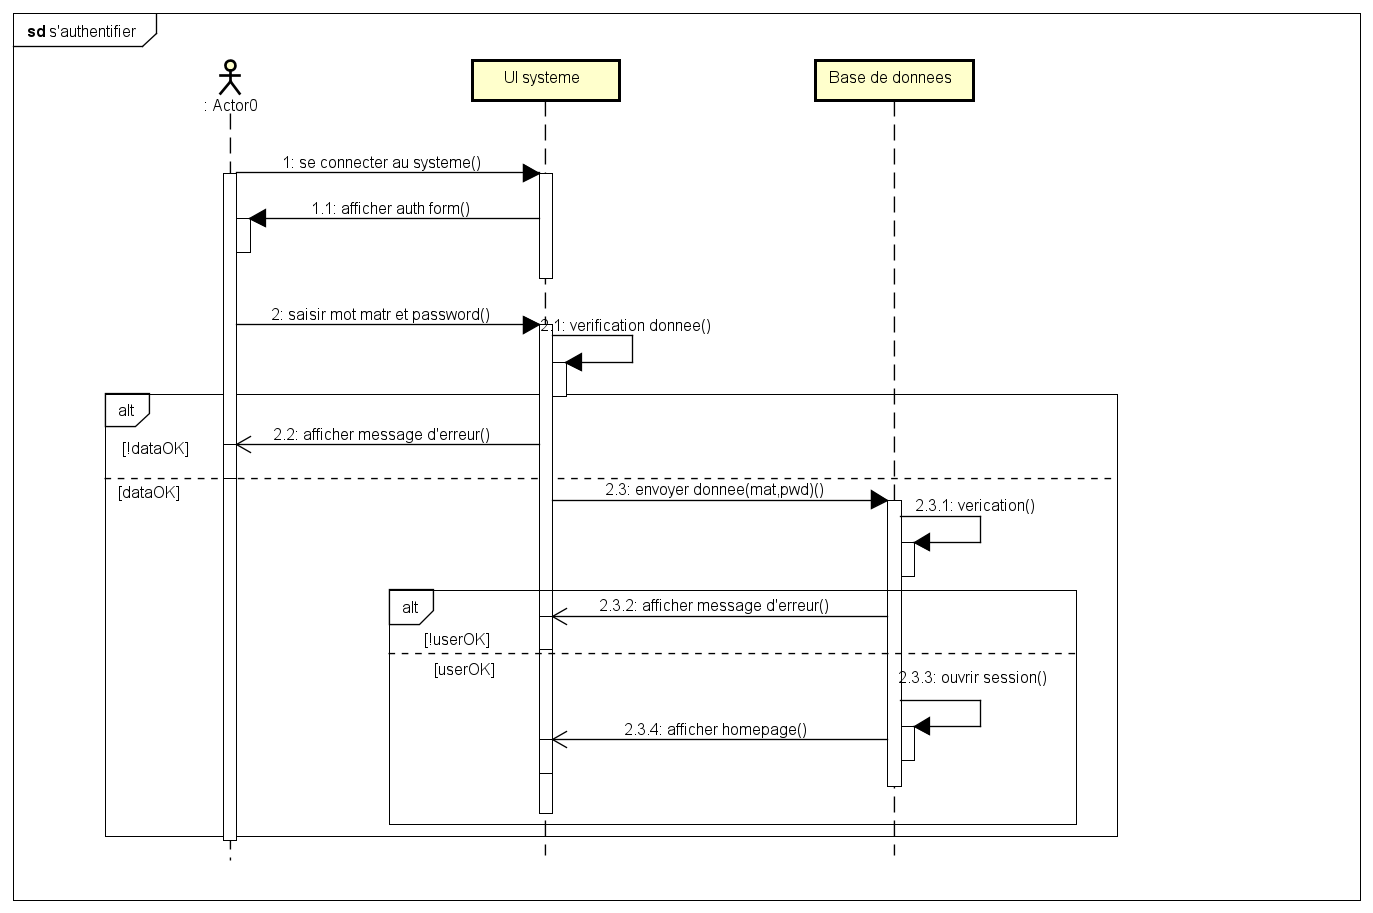 sd s'authentifier
: Actor0
UI systeme
Base de donnees
1: se connecter au systeme()
1.1: afficher auth form()
2: saisir mot matr et password()
2.1: verification donnee()
alt
2.2: afficher message d'erreur()
[!dataOK]
[dataOK]
2.3: envoyer donnee(mat,pwd)()
2.3.1: verication()
alt
2.3.2: afficher message d'erreur()
[!userOK]
[userOK]
2.3.3: ouvrir session()
2.3.4: afficher homepage()